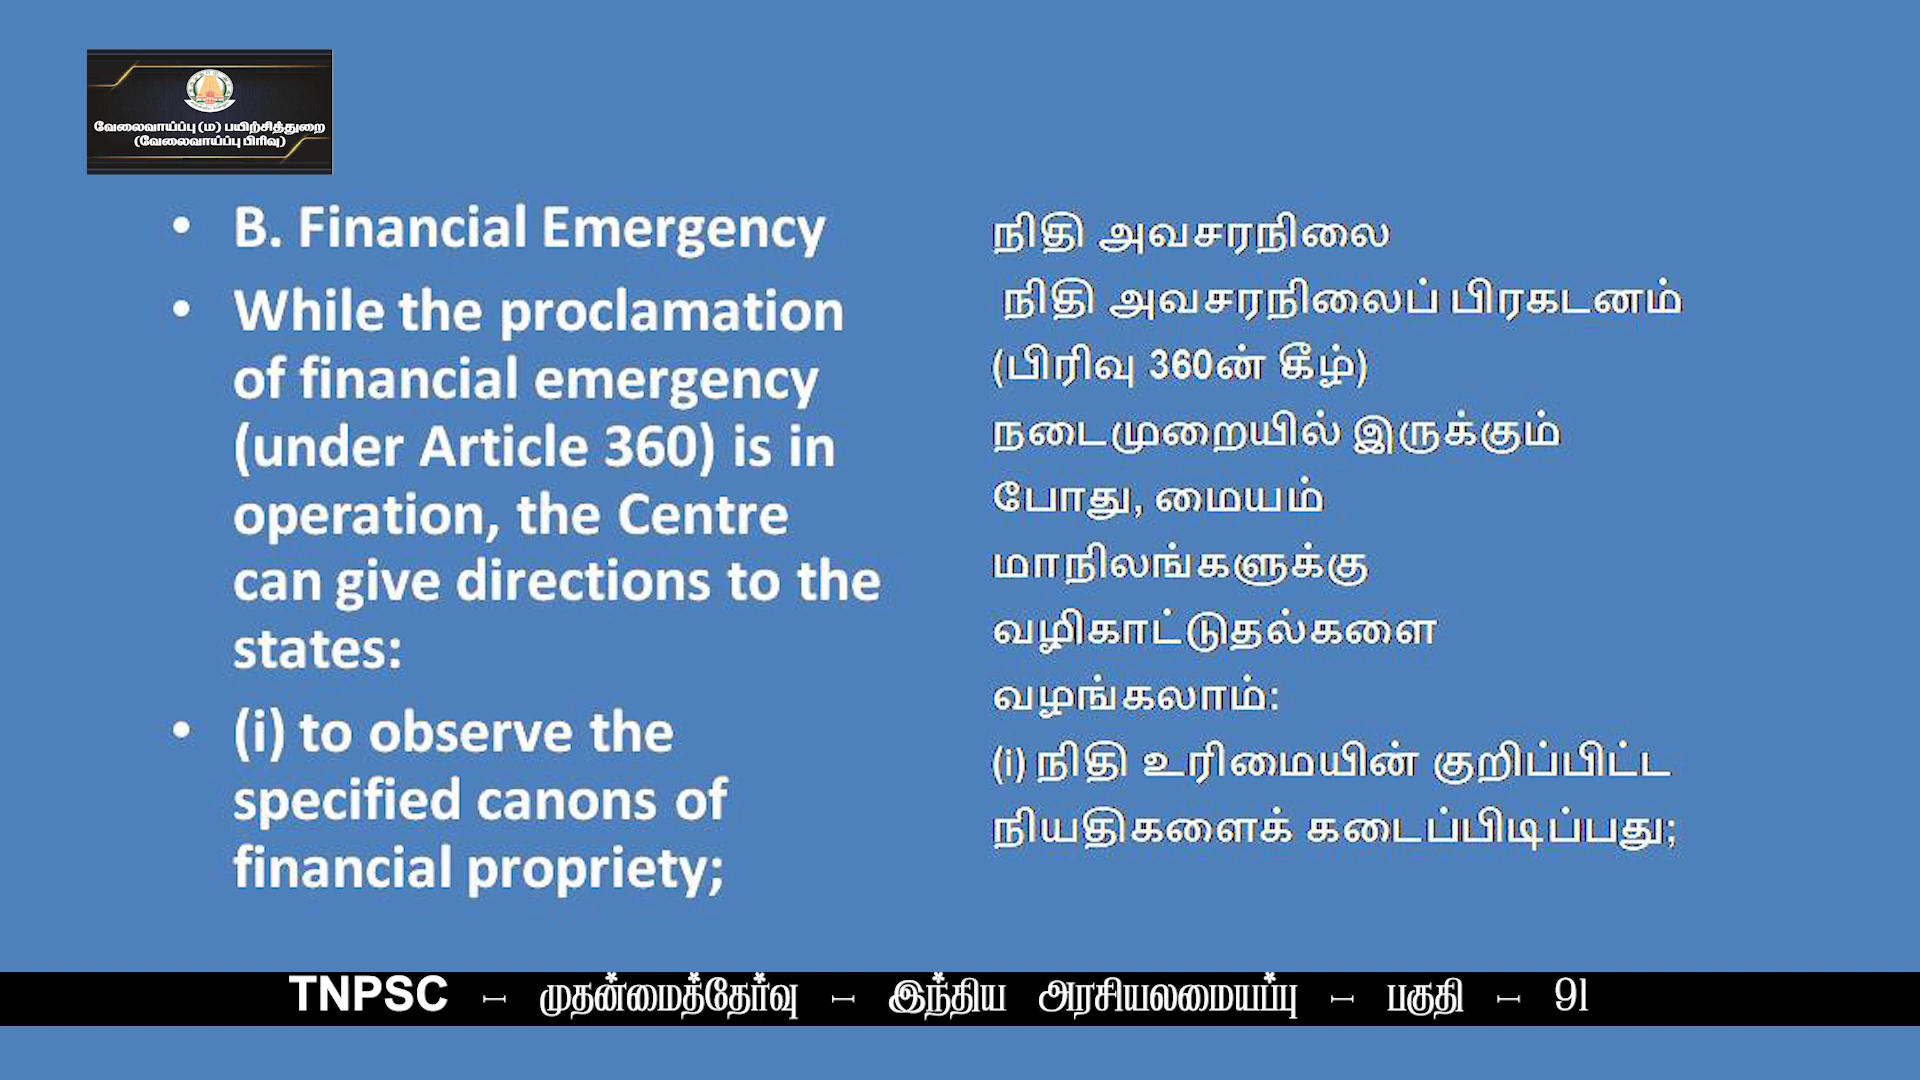 வேலைவாய்ப்பு (ம) பயிற்சித்துறை
(வேலைவாய்ப்பு பிரிவு)
• B. Financial Emergency
• While the proclamation
of financial emergency
(under Article 360) is in
operation, the Centre
can give directions to the
states:
• (i) to observe the
specified canons of
financial propriety;
நிதி அவசரநிலை
நிதி அவசரநிலைப் பிரகடனம்
(பிரிவு 360ன் கீழ்)
நடைமுறையில் இருக்கும்
போது, மையம்
மாநிலங்களுக்கு
வழிகாட்டுதல்களை
வழங்கலாம்:
(i) நிதி உரிமையின் குறிப்பிட்ட
நியதிகளைக் கடைப்பிடிப்பது;
TNPSC – முதன்மைத்தேர்வு – இந்திய அரசியலமைப்பு – பகுதி – 91